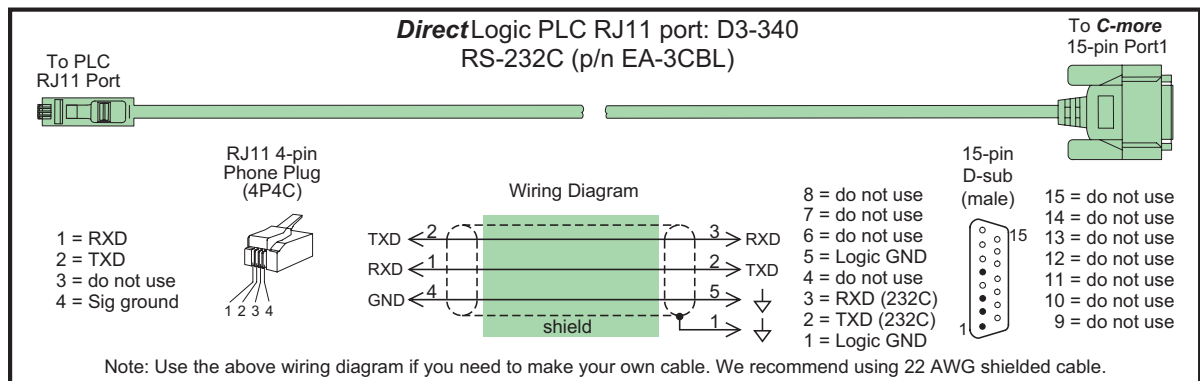 DirectLogic PLC RJ11 port: D3-340
RS-232C (p/n EA-3CBL)
To PLC
RJ11 Port
To C-more
15-pin Port1
RJ11 4-pin
Phone Plug
(4P4C)
1 = RXD
2 = TXD
3 = do not use
4 = Sig ground
1 2 3 4
Wiring Diagram
TXD 2 3 RXD
RXD 1 2 TXD
GND 4 5
shield 1
8 = do not use
7 = do not use
6 = do not use
5 = Logic GND
4 = do not use
3 = RXD (232C)
2 = TXD (232C)
1 = Logic GND
15-pin
D-sub
(male)
15
1
15 = do not use
14 = do not use
13 = do not use
12 = do not use
11 = do not use
10 = do not use
9 = do not use
Note: Use the above wiring diagram if you need to make your own cable. We recommend using 22 AWG shielded cable.